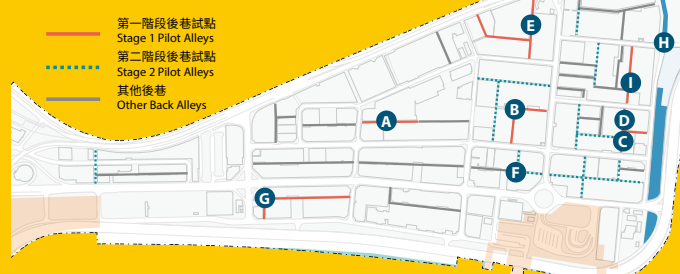 第一階段後巷試點
Stage 1 Pilot Alleys
第二階段後巷試點
Stage 2 Pilot Alleys
其他後巷
Other Back Alleys
E
H
I
B
A
D
C
F
G